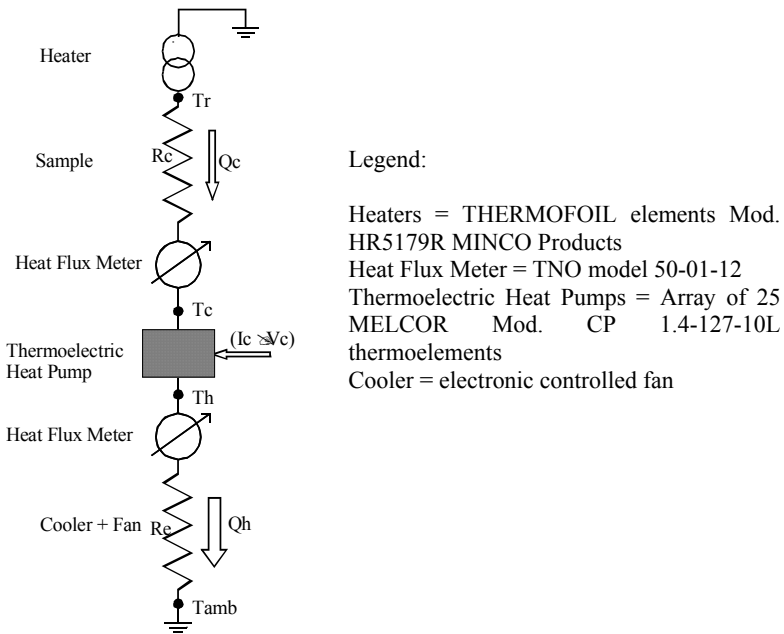 Heater
Tr
Sample
Rc
Qc
Heat Flux Meter
Tc
(Ic Vc)
Thermoelectric
Heat Pump
Th
Heat Flux Meter
Cooler + Fan
Re
Qh
Tamb
Legend:
Heaters = THERMOFOIL elements Mod.
HR5179R MINCO Products
Heat Flux Meter = TNO model 50-01-12
Thermoelectric Heat Pumps = Array of 25
MELCOR Mod. CP 1.4-127-10L
thermoelements
Cooler = electronic controlled fan